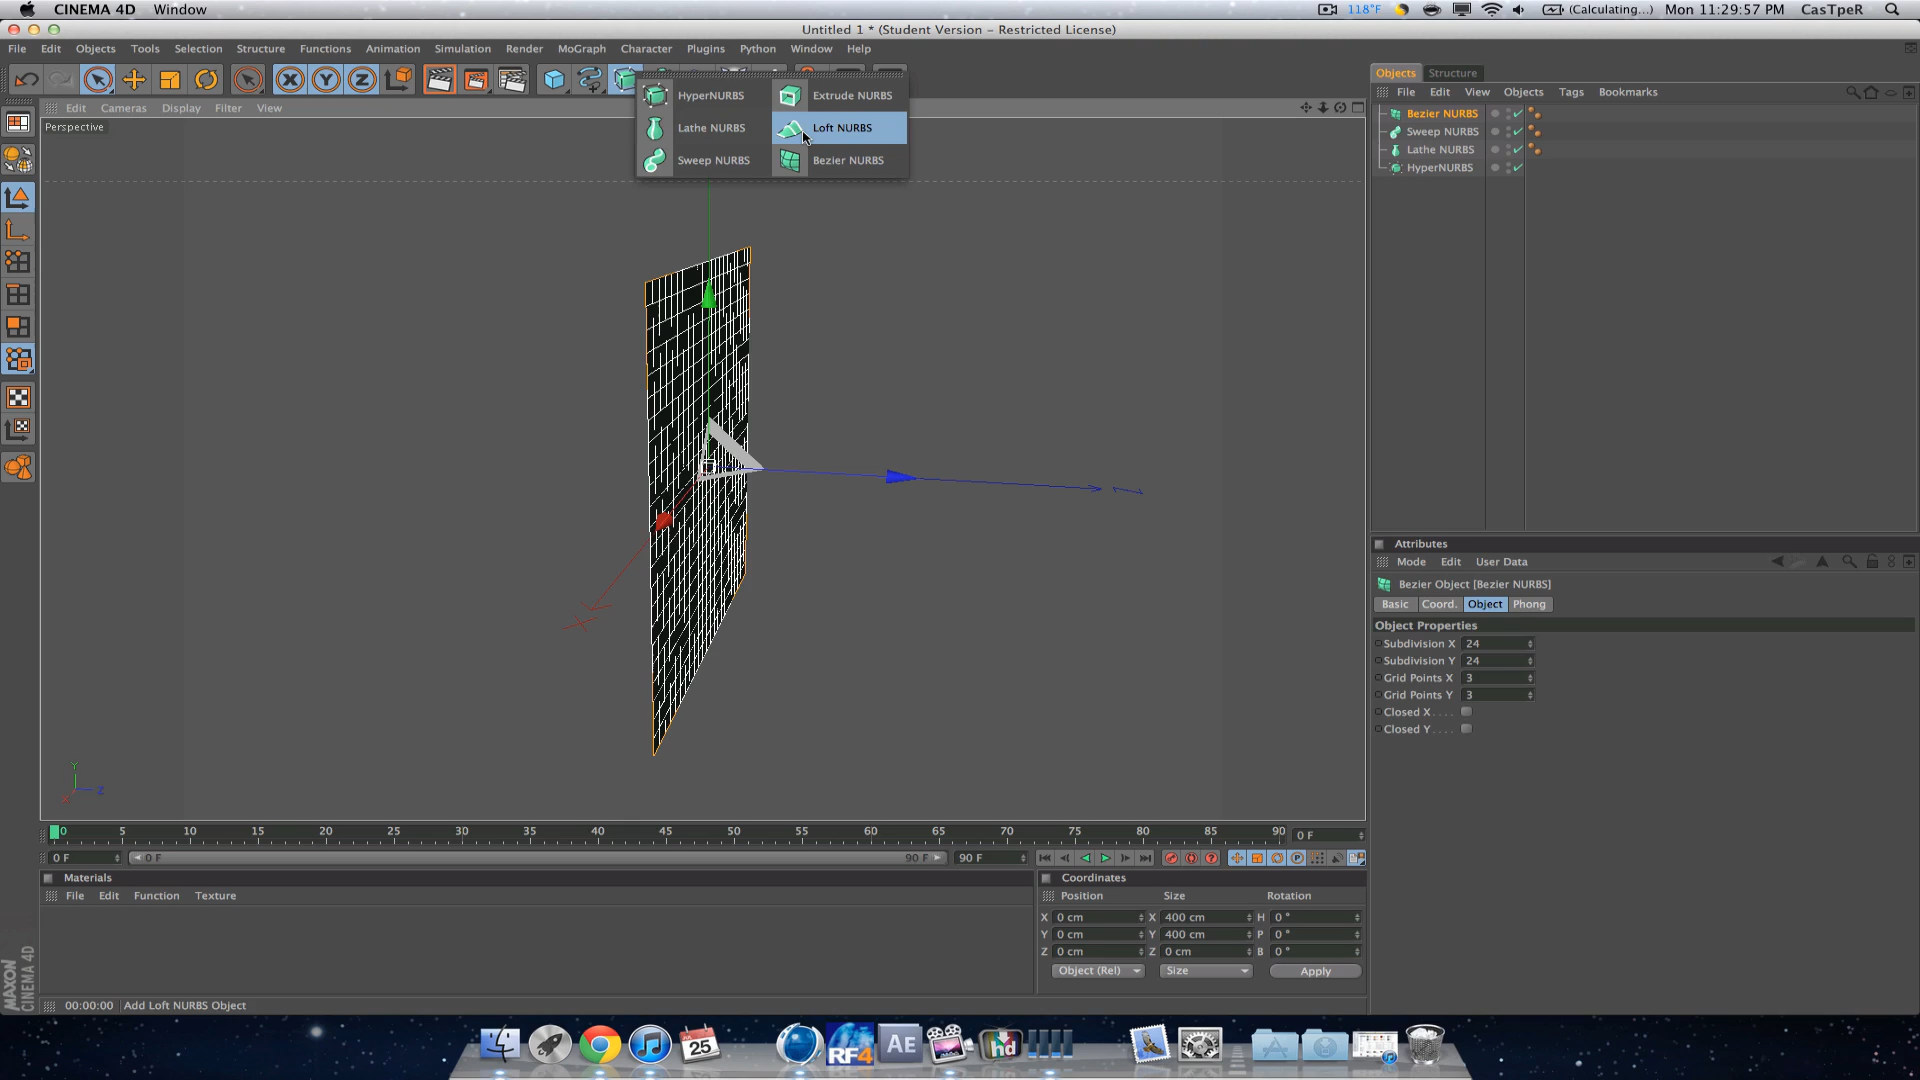 CINEMA 4D Window 118°F (Calculating...) Mon 11:29:57 PM CasTpeR
Untitled 1 * (Student Version – Restricted License)
File Edit Objects Tools Selection Structure Functions Animation Simulation Render MoGraph Character Plugins Python Window Help
Objects Structure
File Edit View Objects Tags Bookmarks
Edit Cameras Display Filter View
Perspective
HyperNURBS Extrude NURBS
Lathe NURBS Loft NURBS
Sweep NURBS Bezier NURBS
Bezier NURBS
Sweep NURBS
Lathe NURBS
HyperNURBS
Attributes
Mode Edit User Data
Bezier Object [Bezier NURBS]
Basic Coord. Object Phong
Object Properties
Subdivision X 24
Subdivision Y 24
Grid Points X 3
Grid Points Y 3
Closed X
Closed Y
Y
X Z
0 5 10 15 20 25 30 35 40 45 50 55 60 65 70 75 80 85 90 0 F
0 F 0 F 90 F 90 F
Materials
File Edit Function Texture
Coordinates
Position Size Rotation
X 0 cm X 400 cm H 0 °
Y 0 cm Y 400 cm P 0 °
Z 0 cm Z 0 cm B 0 °
Object (Rel) Size Apply
MAXON
CINEMA 4D
00:00:00 Add Loft NURBS Object
25 RF4 AE hd